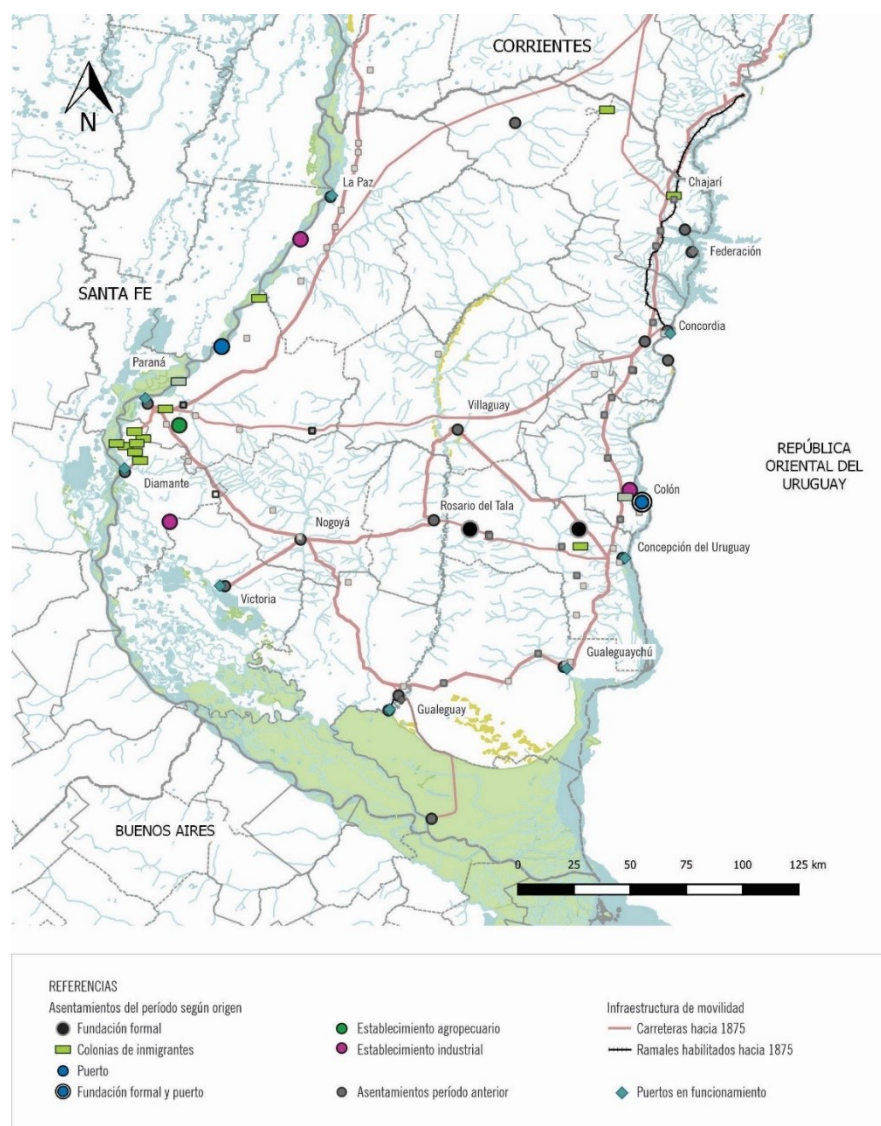 CORRIENTES
N
La Paz
Chajarí
Federación
SANTA FE
Concordia
Paraná
Villaguay
REPÚBLICA
ORIENTAL DEL
URUGUAY
Diamante
Colón
Rosario del Tala
Nogoyá
Concepción del Uruguay
Victoria
Gualeguaychú
Gualeguay
BUENOS AIRES
0 25 50 75 100 125 km
REFERENCIAS
Asentamientos del período según origen
Fundación formal
Colonias de inmigrantes
Puerto
Fundación formal y puerto
Establecimiento agropecuario
Establecimiento industrial
Asentamientos período anterior
Infraestructura de movilidad
Carreteras hacia 1875
Ramales habilitados hacia 1875
Puertos en funcionamiento